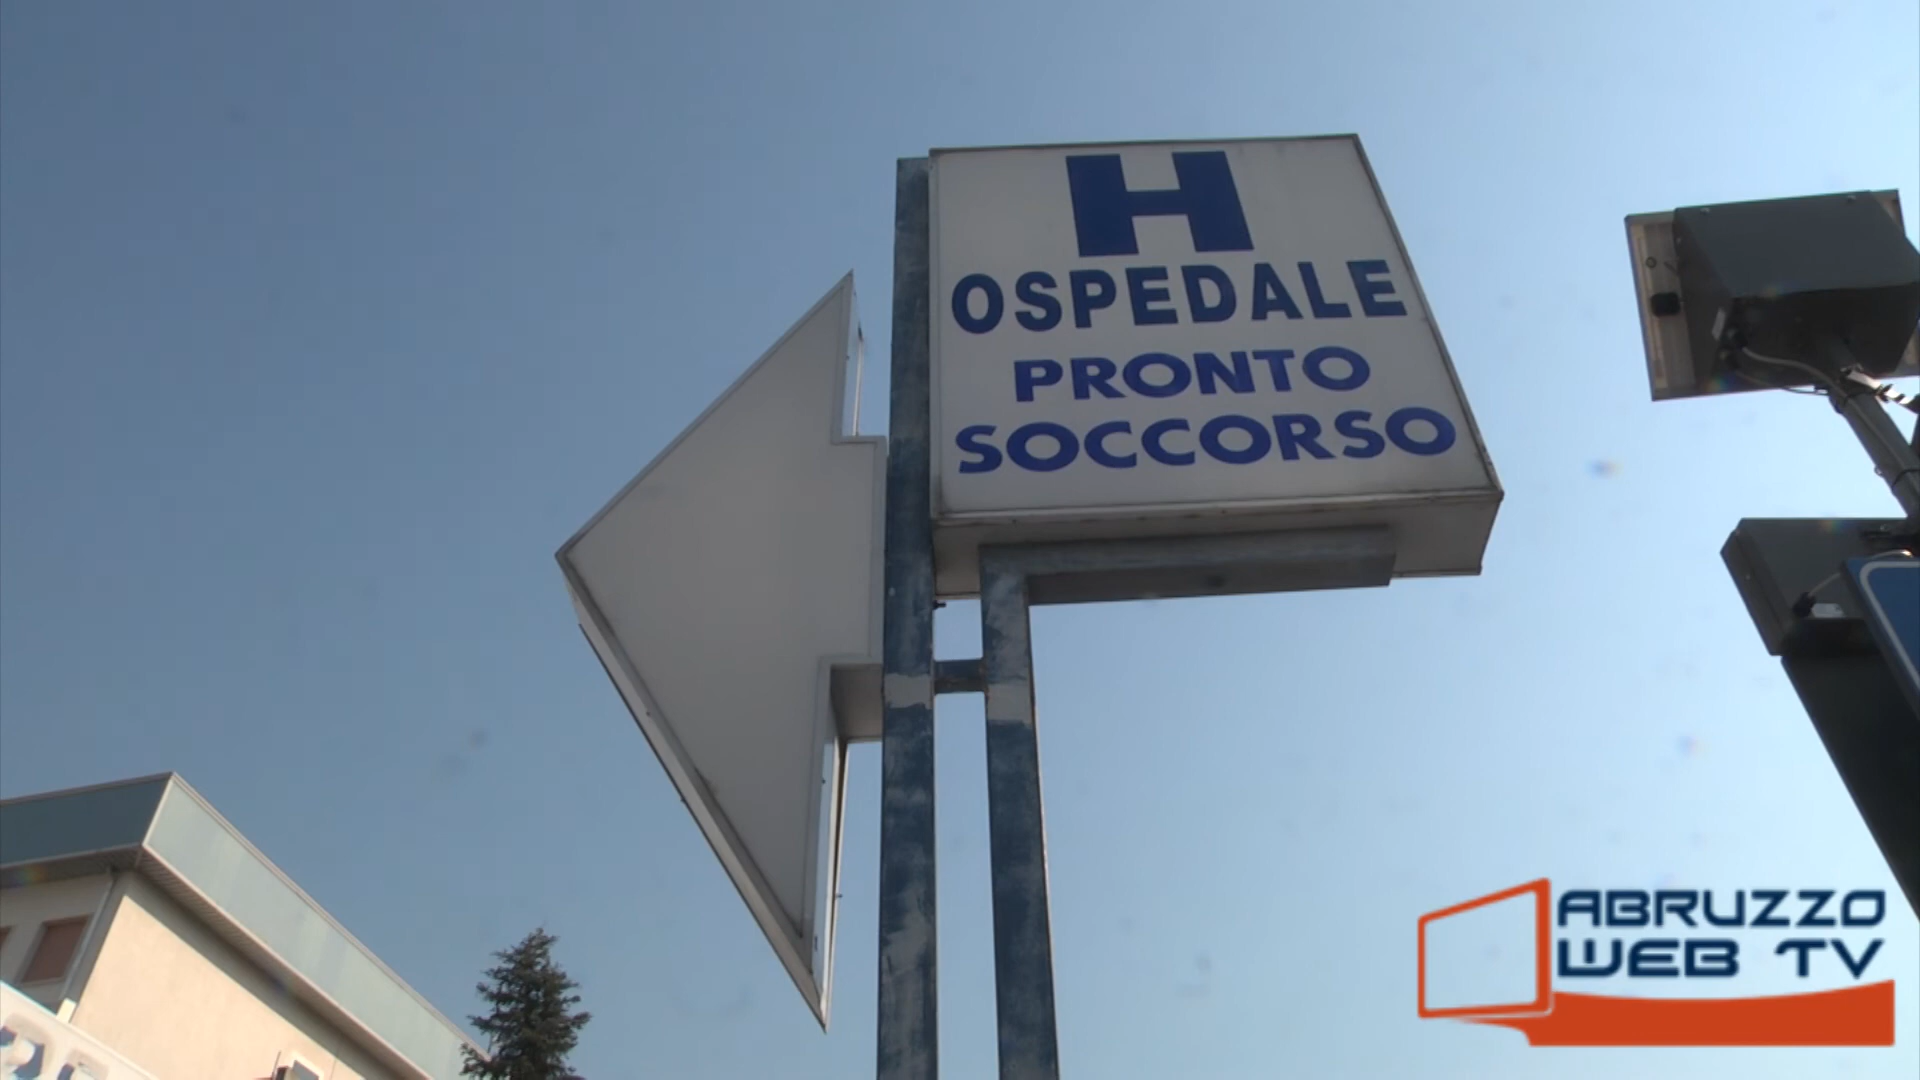 H
OSPEDALE
PRONTO
SOCCORSO
ABRUZZO
WEB TV